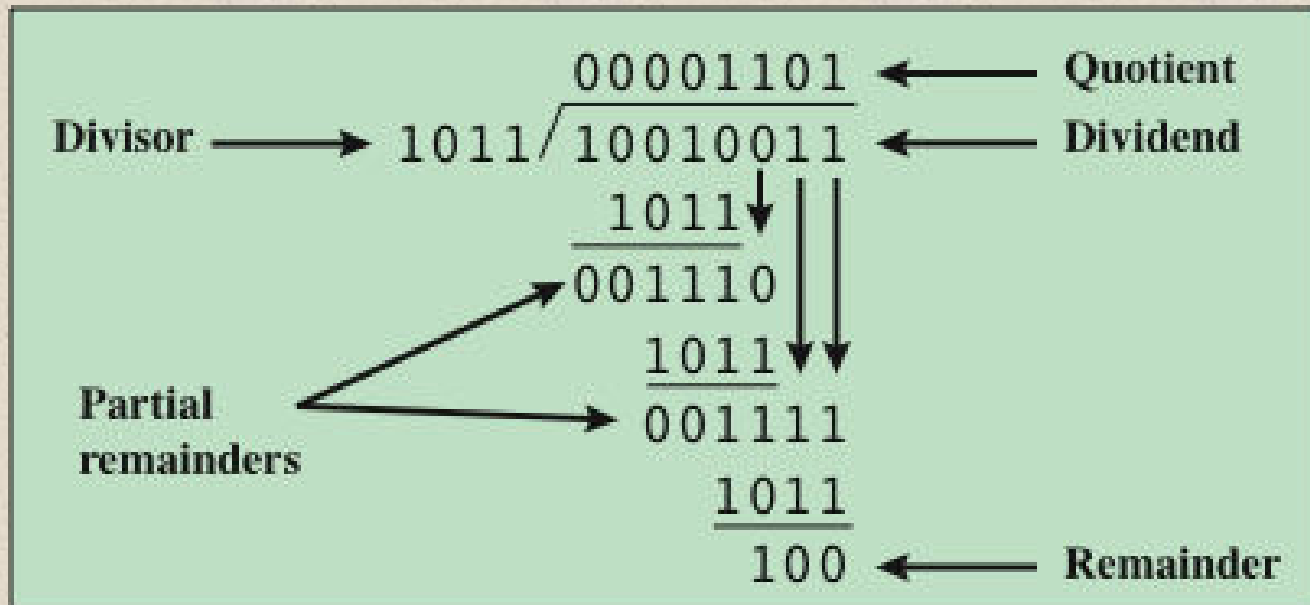 00001101 Quotient
Divisor 1011 10010011 Dividend
1011
001110
1011
Partial
001111
remainders
1011
100 Remainder